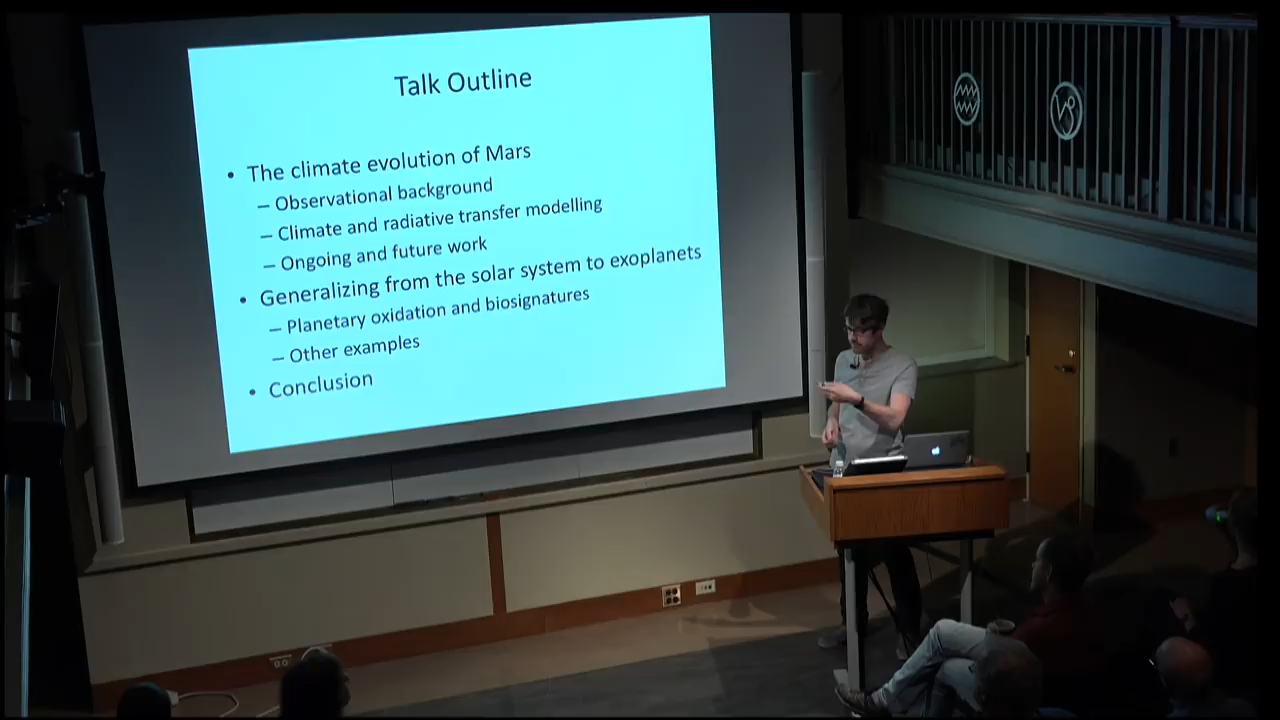 Talk Outline
• The climate evolution of Mars
– Observational background
– Climate and radiative transfer modelling
– Ongoing and future work
• Generalizing from the solar system to exoplanets
– Planetary oxidation and biosignatures
– Other examples
• Conclusion